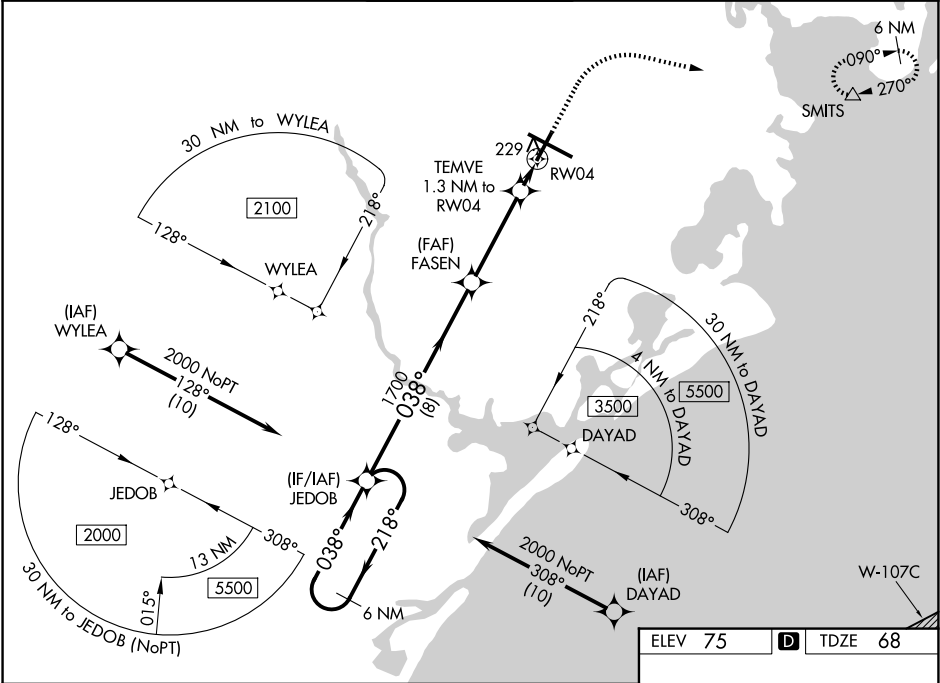 6 NM
090°
270°
SMITS
30 NM to WYLEA
2100
218°
128°
WYLEA
229
RW04
TEMVE
1.3 NM to
RW04
(FAF)
FASEN
(IAF)
WYLEA
2000 NoPT
128°
(10)
1700
038°
(8)
218°
30 NM to DAYAD
4 NM to DAYAD
5500
3500
DAYAD
308°
128°
JEDOB
2000
13 NM
308°
5500
015°
30 NM to JEDOB (NoPT)
(IF/IAF)
JEDOB
038°
218°
6 NM
2000 NoPT
308°
(10)
(IAF)
DAYAD
W-107C
ELEV 75 D TDZE 68